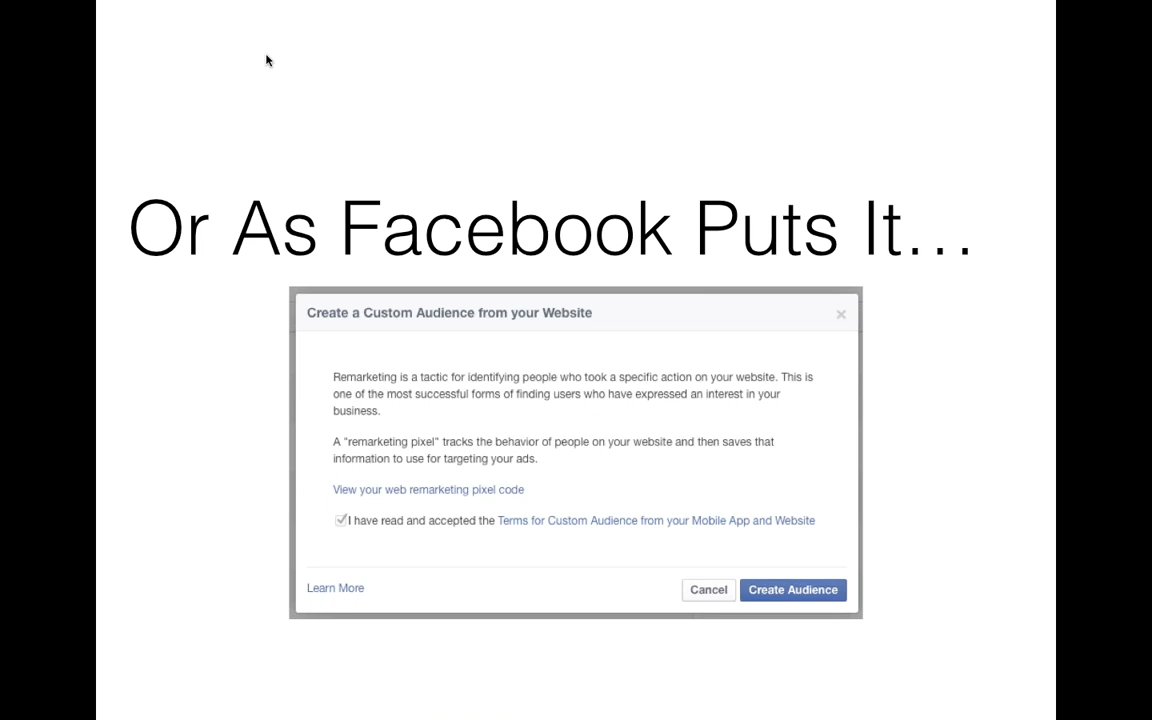 Or As Facebook Puts It...
Create a Custom Audience from your Website
Remarketing is a tactic for identifying people who took a specific action on your website. This is
one of the most successful forms of finding users who have expressed an interest in your
business.
A "remarketing pixel" tracks the behavior of people on your website and then saves that
information to use for targeting your ads.
View your web remarketing pixel code
I have read and accepted the Terms for Custom Audience from your Mobile App and Website
Learn More
Cancel
Create Audience